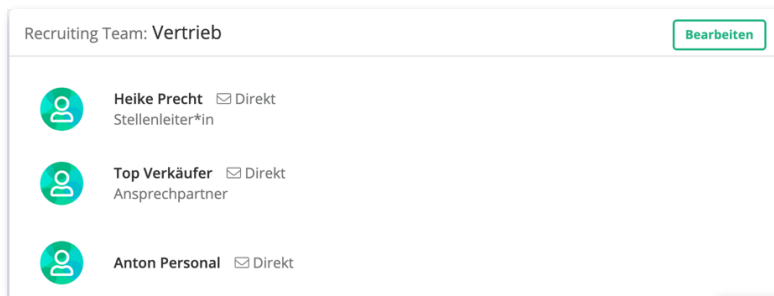 Recruiting Team: Vertrieb
Bearbeiten
Heike Precht Direkt
Stellenleiter*in
Top Verkäufer Direkt
Ansprechpartner
Anton Personal Direkt